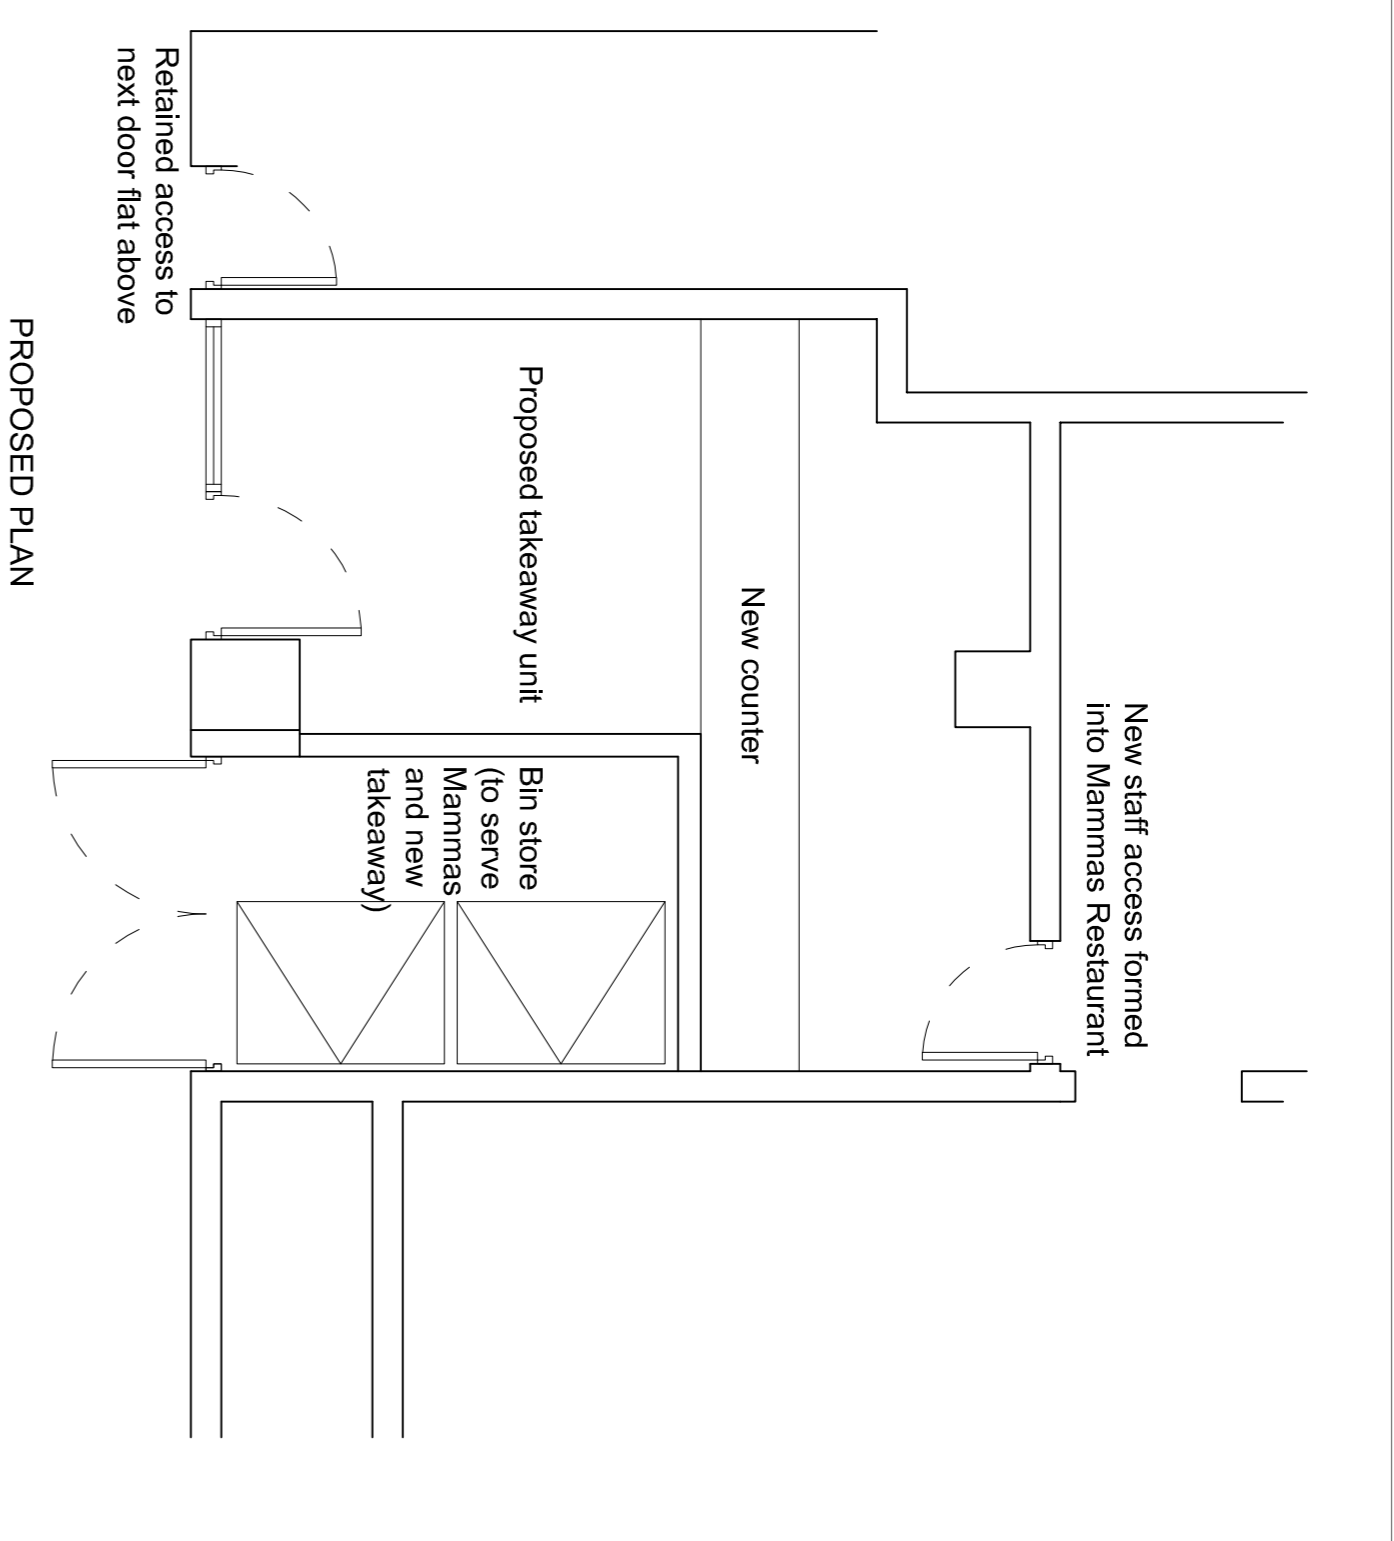 New staff access formed
into Mammas Restaurant
New counter
Proposed takeaway unit
Bin store
(to serve
Mammas
and new
takeaway)
Retained access to
next door flat above
PROPOSED PLAN